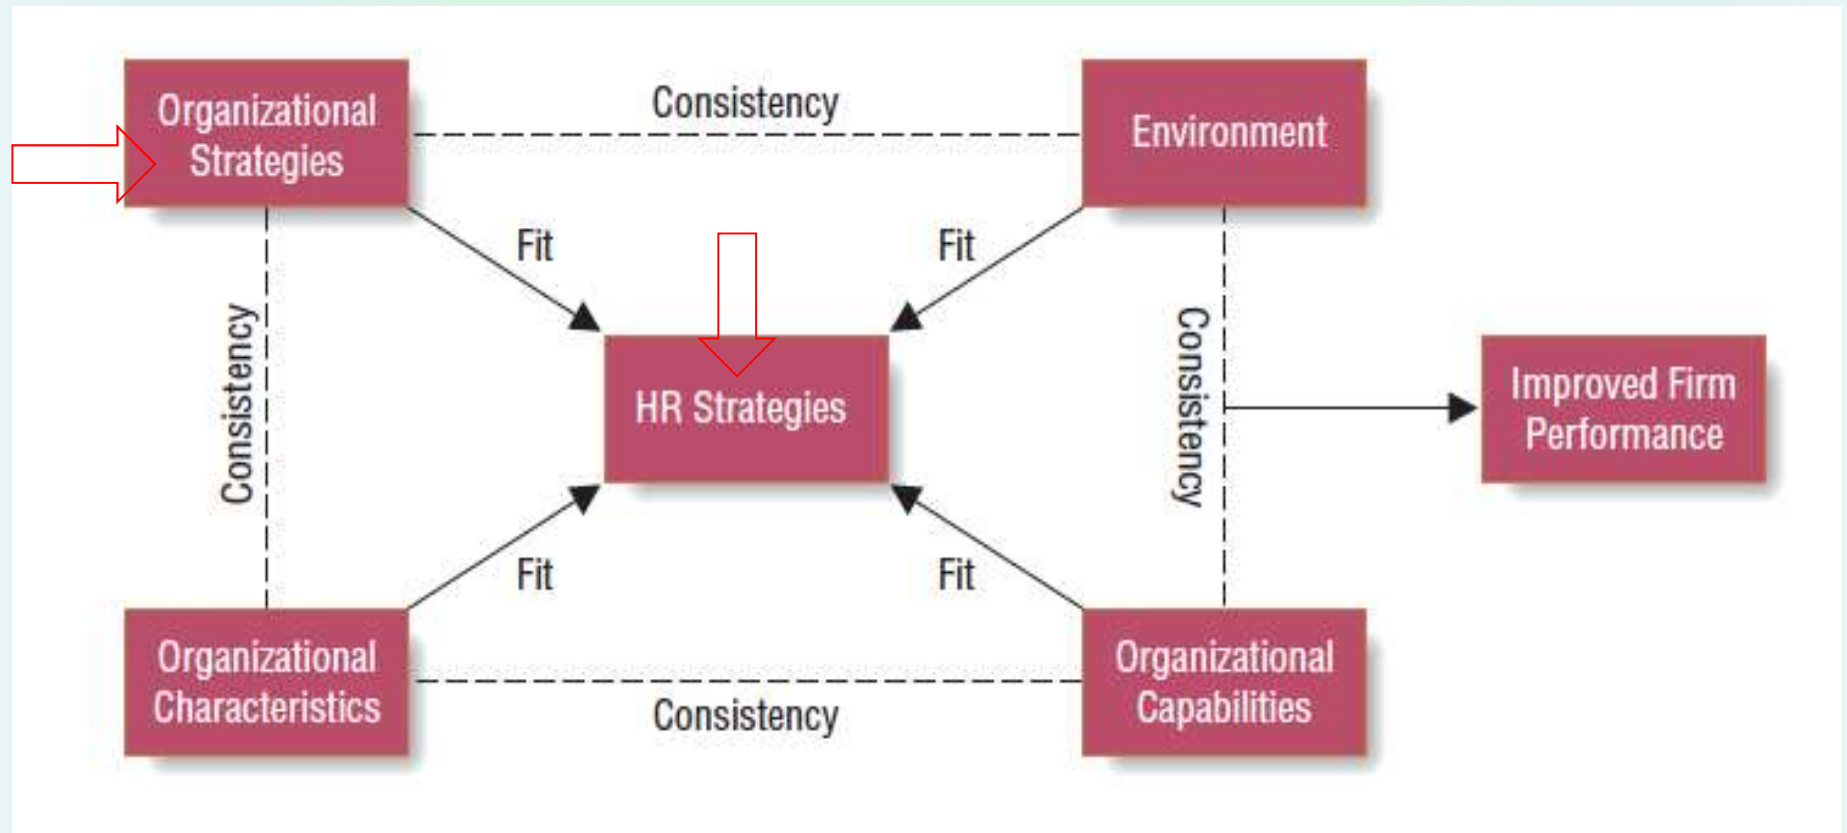 Organizational
Strategies
Consistency
Environment
Fit
Fit
Consistency
HR Strategies
Consistency
Improved Firm
Performance
Fit
Fit
Organizational
Characteristics
Consistency
Organizational
Capabilities